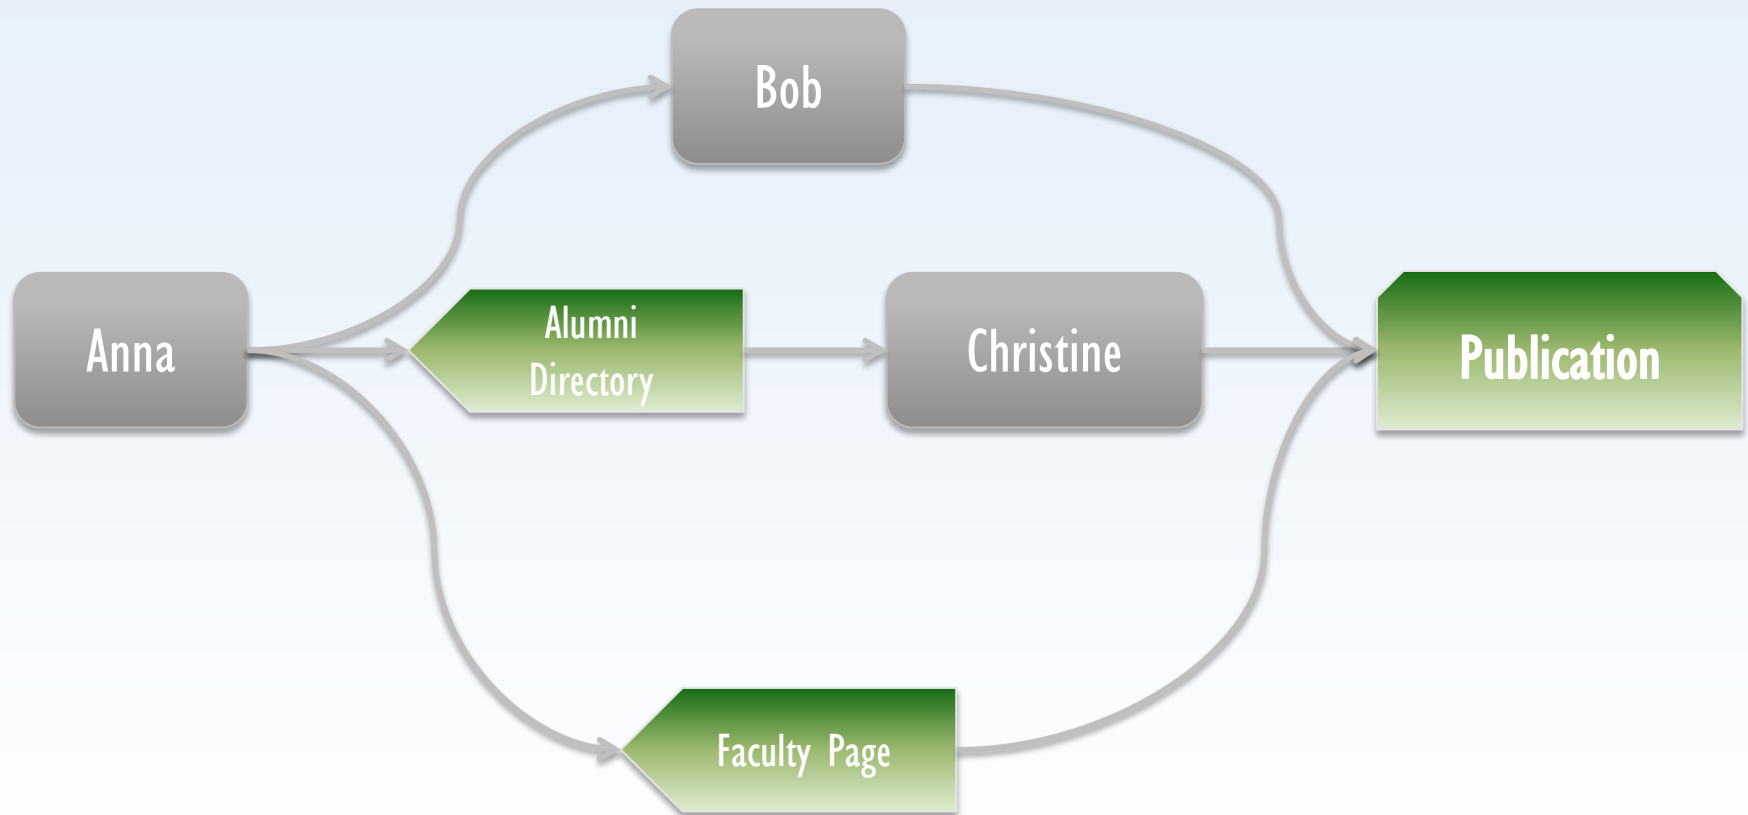 Bob
Anna
Alumni
Directory
Christine
Publication
Faculty Page